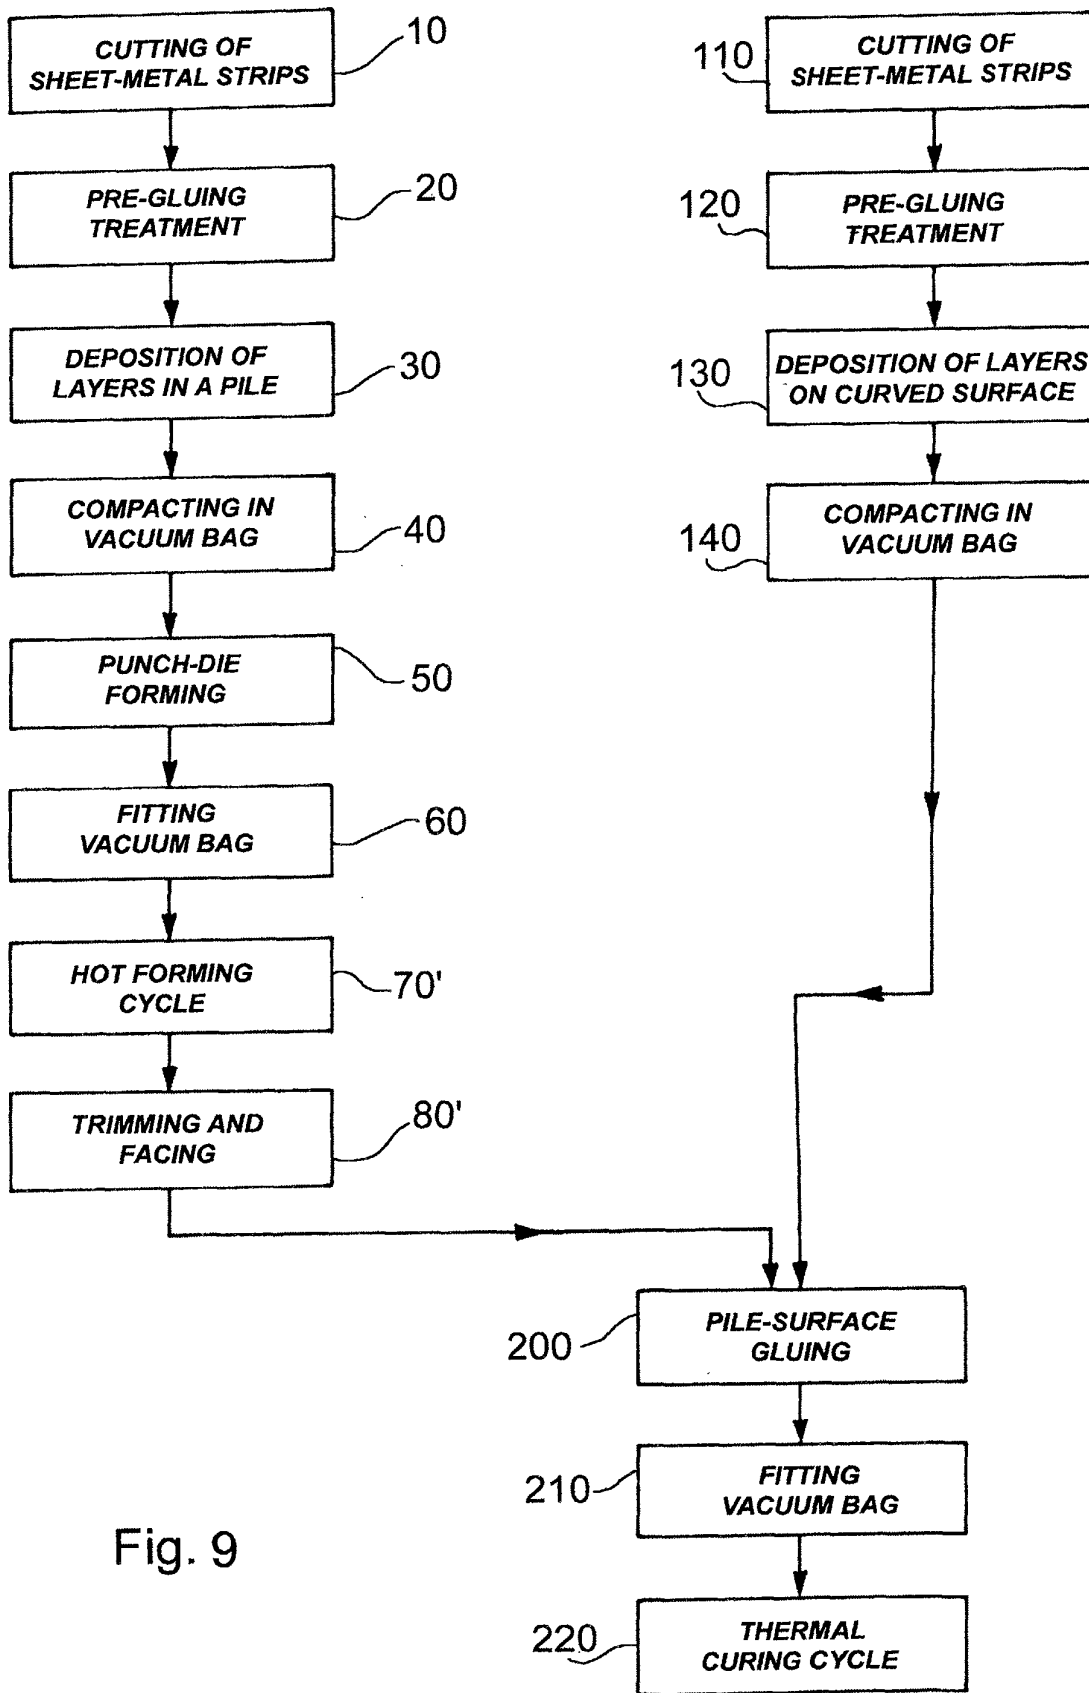 CUTTING OF
SHEET-METAL STRIPS
10
PRE-GLUING
TREATMENT
20
DEPOSITION OF
LAYERS IN A PILE
30
COMPACTING IN
VACUUM BAG
40
PUNCH-DIE
FORMING
50
FITTING
VACUUM BAG
60
HOT FORMING
CYCLE
70'
TRIMMING AND
FACING
80'
110
CUTTING OF
SHEET-METAL STRIPS
120
PRE-GLUING
TREATMENT
130
DEPOSITION OF LAYERS
ON CURVED SURFACE
140
COMPACTING IN
VACUUM BAG
200
PILE-SURFACE
GLUING
210
FITTING
VACUUM BAG
220
THERMAL
CURING CYCLE
Fig. 9